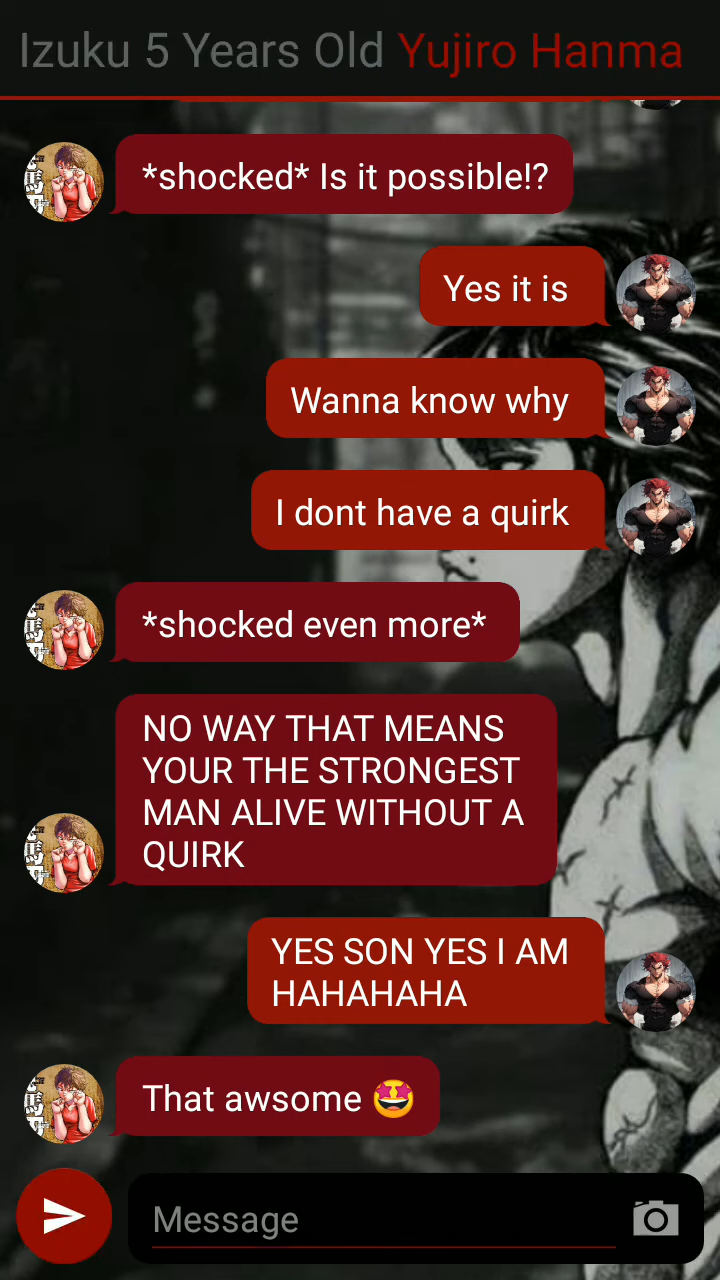 Izuku 5 Years Old Yujiro Hanma
*shocked* Is it possible!?
Yes it is
Wanna know why
I dont have a quirk
*shocked even more*
NO WAY THAT MEANS
YOUR THE STRONGEST
MAN ALIVE WITHOUT A
QUIRK
YES SON YES I AM
HAHAHAHA
That awsome 🤩
Message